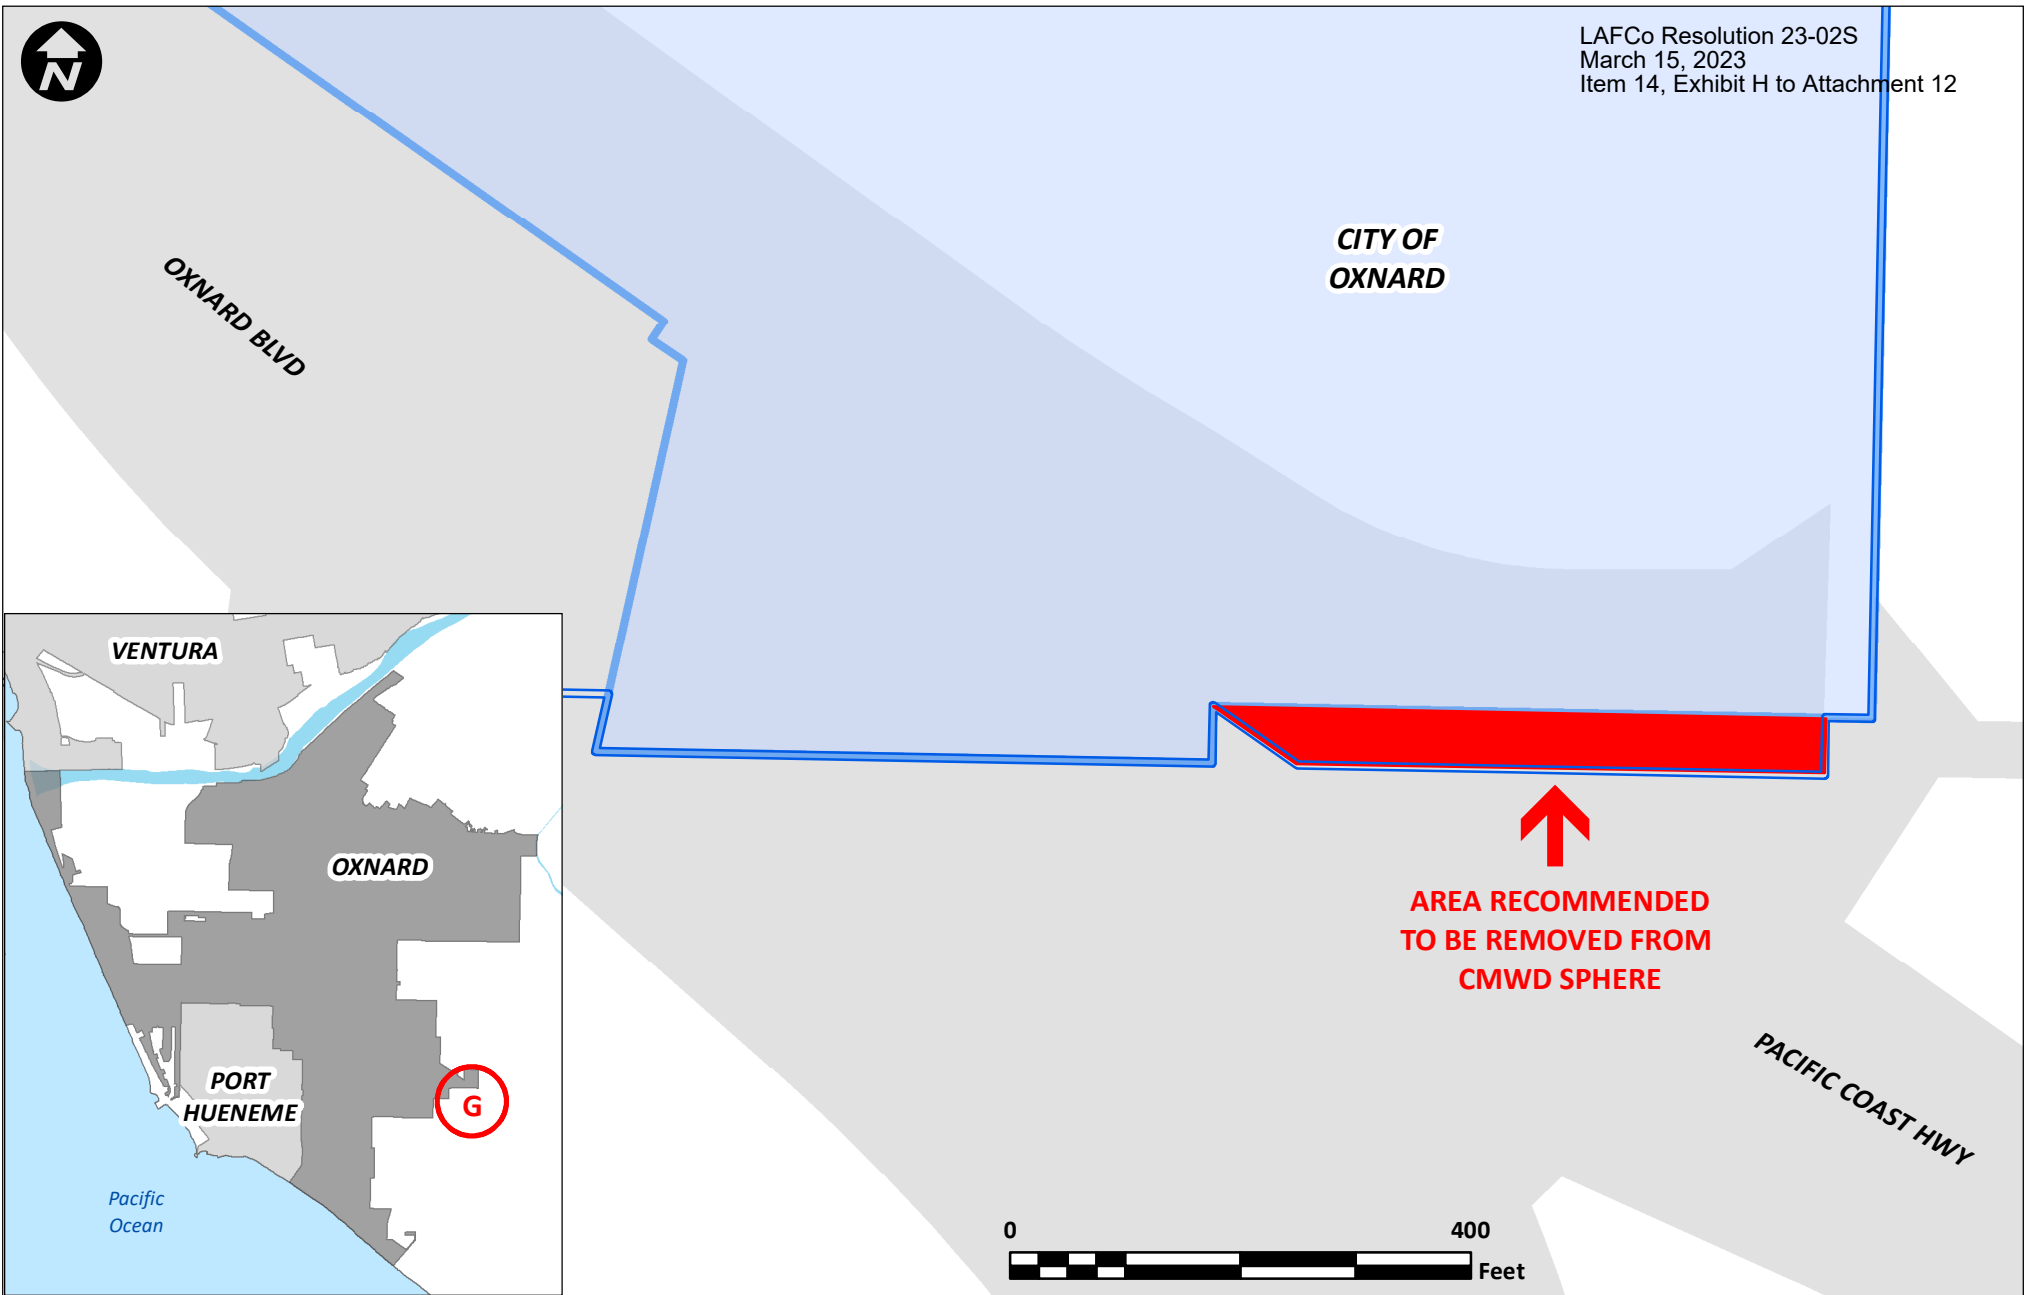 N
LAFCo Resolution 23-02S
March 15, 2023
Item 14, Exhibit H to Attachment 12
CITY OF
OXNARD
OXNARD BLVD
VENTURA
OXNARD
PORT
HUENEME
G
Pacific
Ocean
AREA RECOMMENDED
TO BE REMOVED FROM
CMWD SPHERE
PACIFIC COAST HWY
0 400
Feet